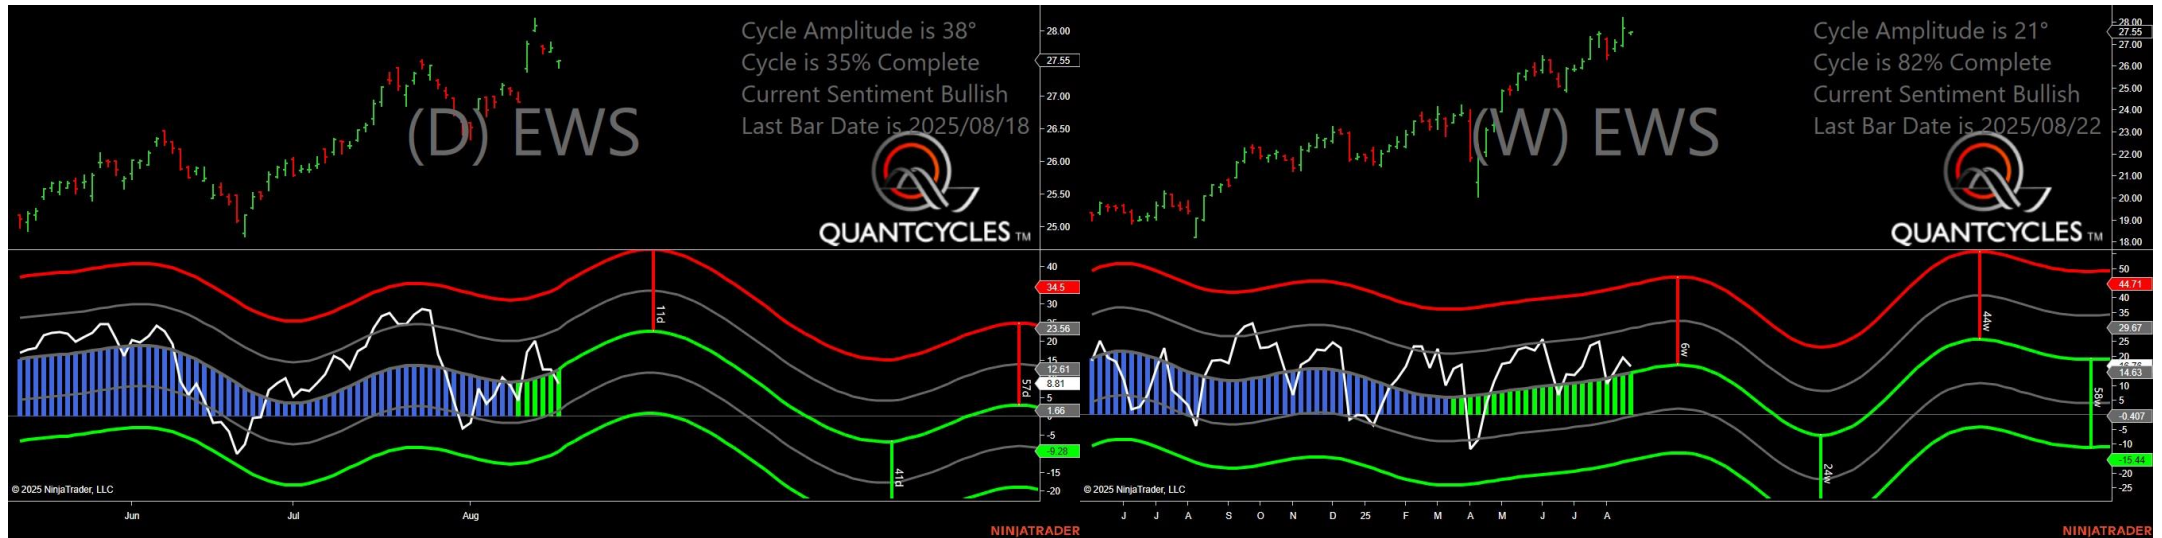 Cycle Amplitude is 38°
Cycle is 35% Complete
Current Sentiment Bullish
Last Bar Date is 2025/08/18
(D) EWS
QUANTCYCLES TM
28.00
27.55
27.00
26.50
26.00
25.50
25.00
40
34.5
30
23.56
20
15
12.61
8.81
5
1.66
-5
-9.28
-15
-20
11d
41d
57d
© 2025 NinjaTrader, LLC
Jun
Jul
Aug
NINJATRADER
Cycle Amplitude is 21°
Cycle is 82% Complete
Current Sentiment Bullish
Last Bar Date is 2025/08/22
(W) EWS
QUANTCYCLES TM
28.00
27.55
27.00
26.00
25.00
24.00
23.00
22.00
21.00
20.00
19.00
18.00
50
44.71
40
35
29.67
25
20
14.63
10
5
-0.407
-5
-10
-15.44
-20
-25
6w
24w
44w
58w
© 2025 NinjaTrader, LLC
J
J
A
S
O
N
D
25
F
M
A
M
J
J
A
NINJATRADER